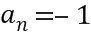 aₙ =– 1